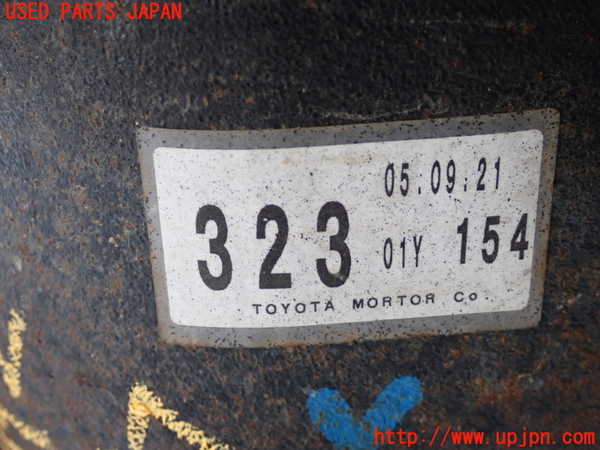 USED PARTS JAPAN
05.09.21
323 01Y 154
TOYOTA MORTOR Co.
http://www.upjpn.com/